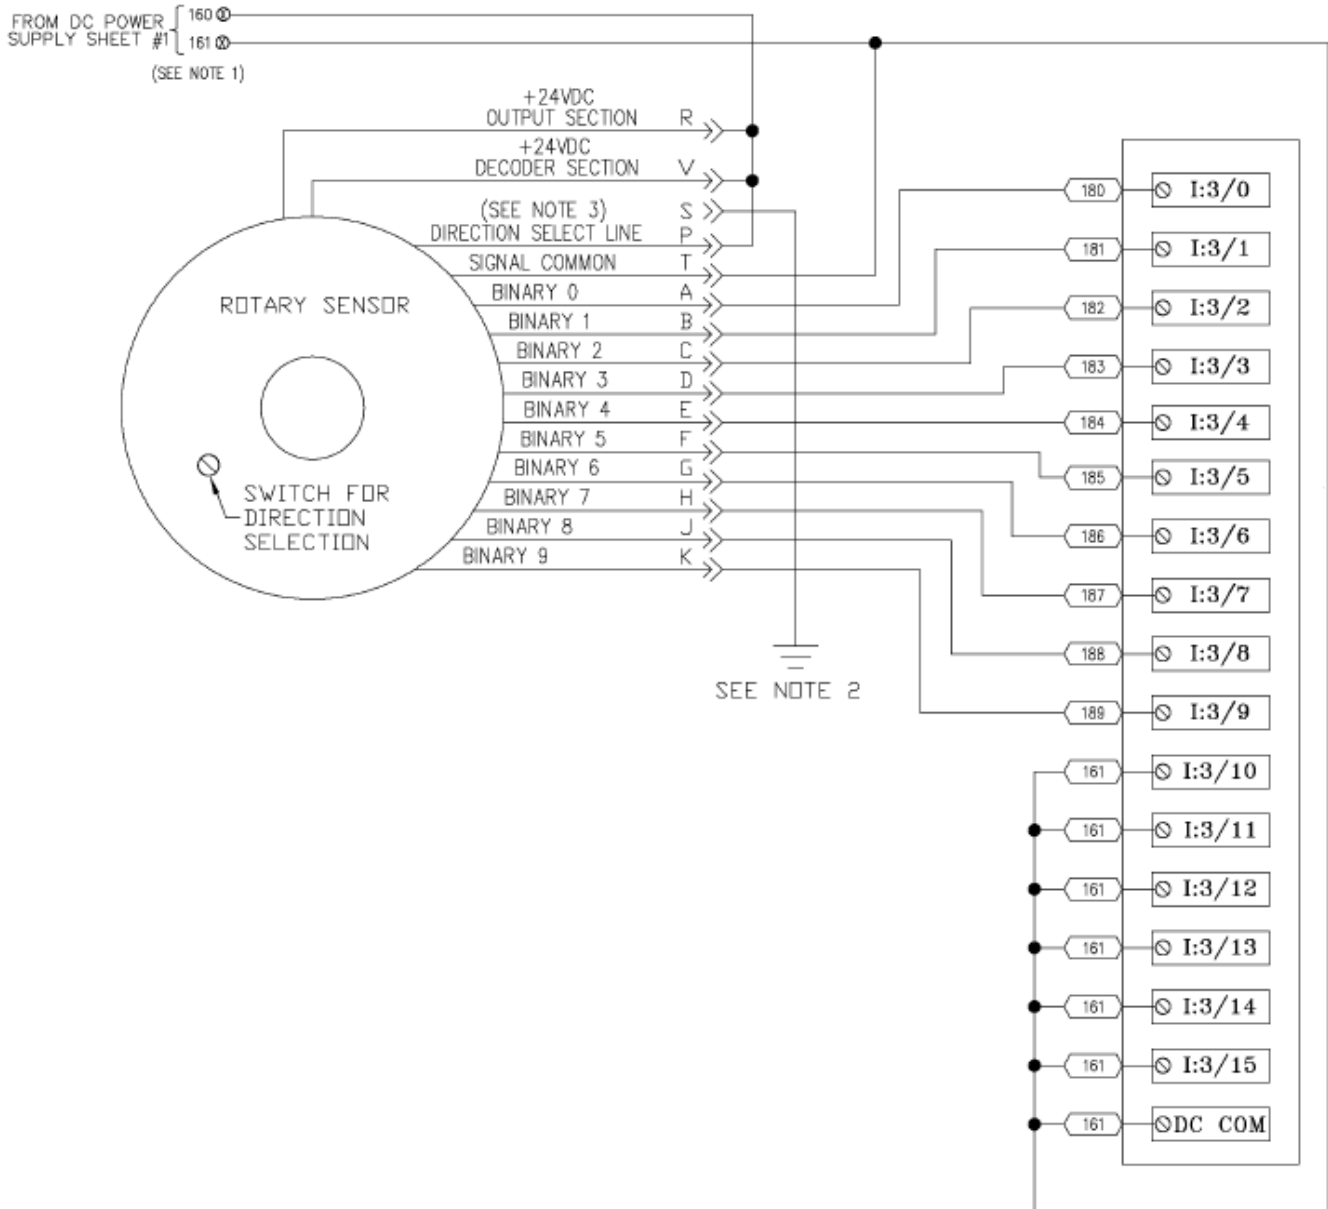 FROM DC POWER
SUPPLY SHEET #1
160
161
(SEE NOTE 1)
+24VDC
OUTPUT SECTION R
+24VDC
DECODER SECTION V
(SEE NOTE 3) S
DIRECTION SELECT LINE P
SIGNAL COMMON T
BINARY 0 A
BINARY 1 B
BINARY 2 C
BINARY 3 D
BINARY 4 E
BINARY 5 F
BINARY 6 G
BINARY 7 H
BINARY 8 J
BINARY 9 K
ROTARY SENSOR
SWITCH FOR
DIRECTION
SELECTION
SEE NOTE 2
180 I:3/0
181 I:3/1
182 I:3/2
183 I:3/3
184 I:3/4
185 I:3/5
186 I:3/6
187 I:3/7
188 I:3/8
189 I:3/9
161 I:3/10
161 I:3/11
161 I:3/12
161 I:3/13
161 I:3/14
161 I:3/15
161 DC COM